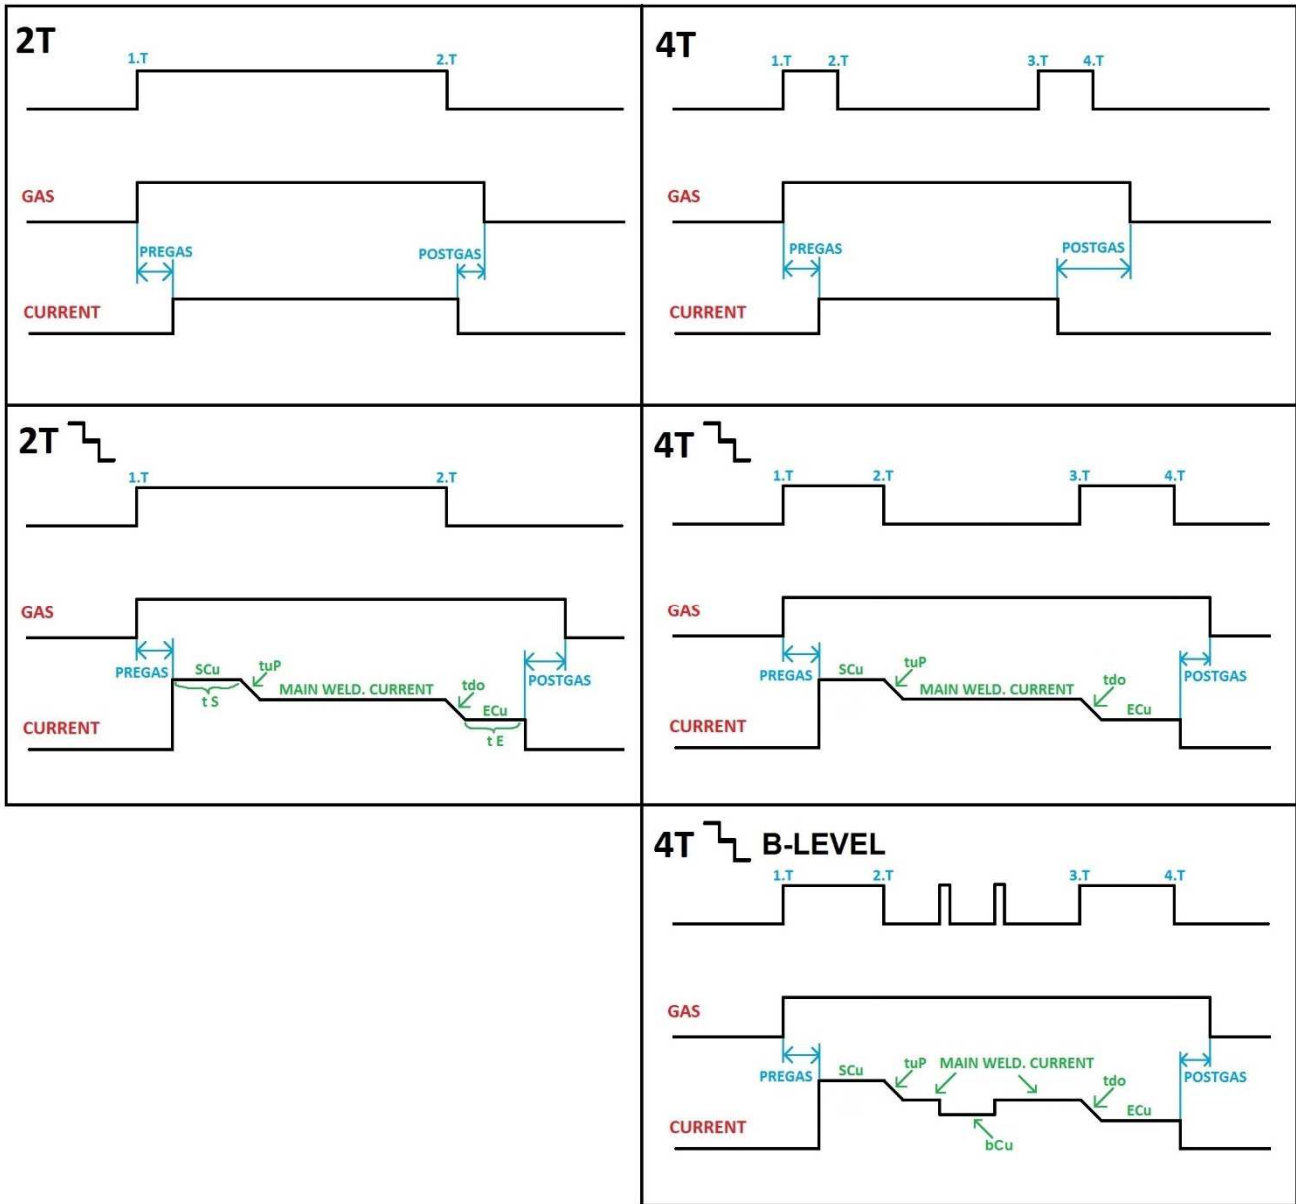 2T
1.T 2.T
GAS
PREGAS POSTGAS
CURRENT
4T
1.T 2.T 3.T 4.T
GAS
PREGAS POSTGAS
CURRENT
2T
1.T 2.T
GAS
PREGAS SCu tuP MAIN WELD. CURRENT tdo ECu POSTGAS
t S t E
CURRENT
4T
1.T 2.T 3.T 4.T
GAS
PREGAS SCu tuP MAIN WELD. CURRENT tdo ECu POSTGAS
CURRENT
4T B-LEVEL
1.T 2.T 3.T 4.T
GAS
PREGAS SCu tuP MAIN WELD. CURRENT tdo ECu POSTGAS
CURRENT
bCu